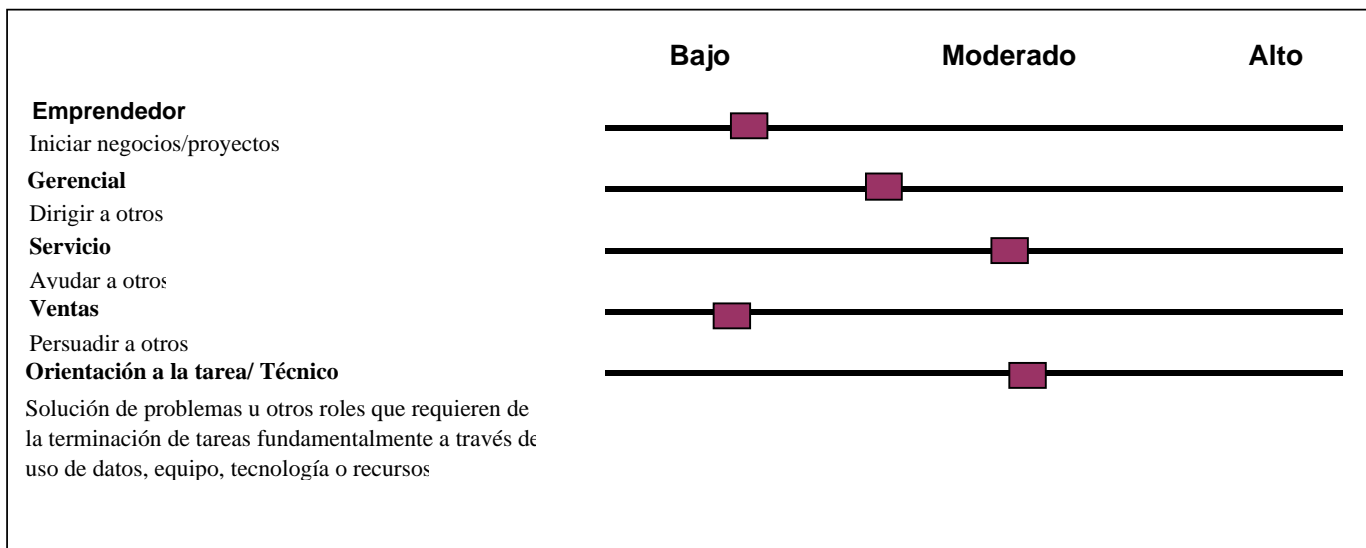 Bajo Moderado Alto
Emprendedor
Iniciar negocios/proyectos
Gerencial
Dirigir a otros
Servicio
Ayudar a otros
Ventas
Persuadir a otros
Orientación a la tarea/ Técnico
Solución de problemas u otros roles que requieren de
la terminación de tareas fundamentalmente a través de
uso de datos, equipo, tecnología o recursos